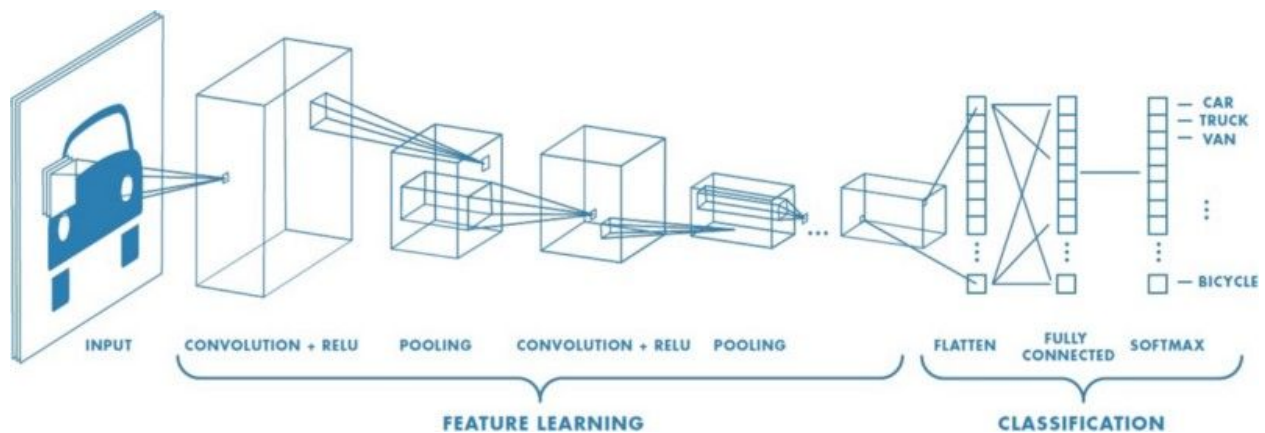 CAR
TRUCK
VAN
BICYCLE
INPUT
CONVOLUTION + RELU
POOLING
CONVOLUTION + RELU
POOLING
FLATTEN
FULLY
CONNECTED
SOFTMAX
FEATURE LEARNING
CLASSIFICATION